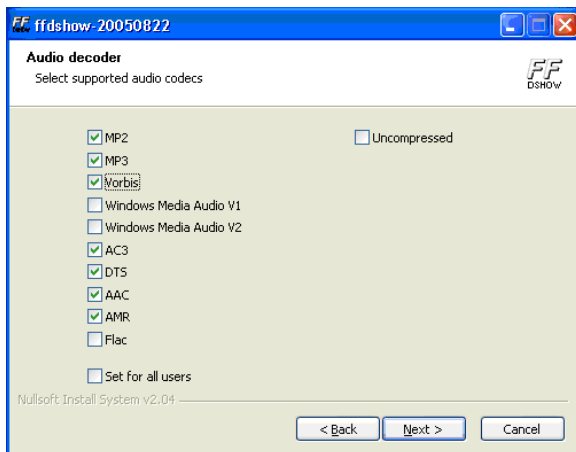 ffdshow-20050822
Audio decoder
Select supported audio codecs
FF
DSHOW
MP2
Uncompressed
MP3
Vorbis
Windows Media Audio V1
Windows Media Audio V2
AC3
DTS
AAC
AMR
Flac
Set for all users
Nullsoft Install System v2.04
< Back
Next >
Cancel